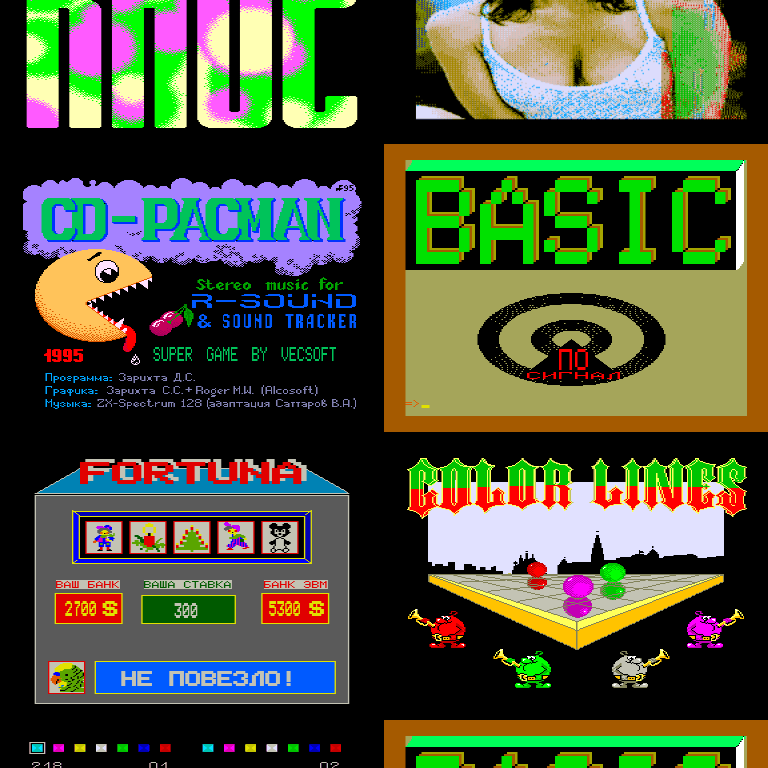 CD-PACMAN
Stereo music for
R-SOUND
& SOUND TRACKER
1995
SUPER GAME BY VECSOFT
Программа: Зарихта Д.С.
Графика: Зарихта С.С.+Roger M.W. (Alcosoft)
Музыка: ZX-Spectrum 128 (адаптация Саттаров В.А.)
BASIC
ПО
СИГНАЛ
=>
FORTUNA
ВАШ БАНК ВАША СТАВКА БАНК ЭВМ
2700 $ 300 5300 $
НЕ ПОВЕЗЛО!
COLOR LINES